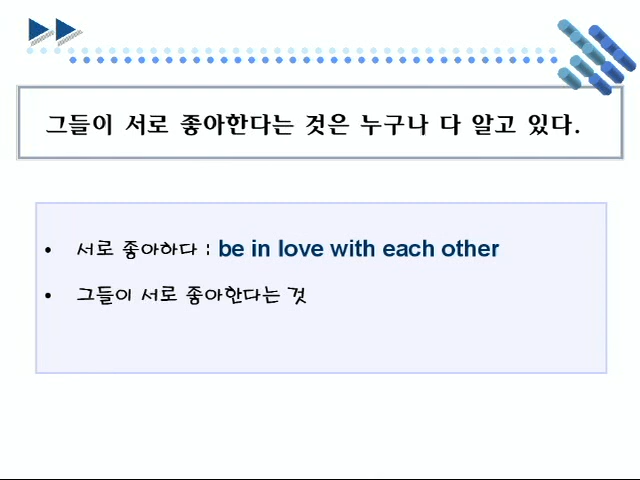 그들이 서로 좋아한다는 것은 누구나 다 알고 있다.
• 서로 좋아하다 : be in love with each other
• 그들이 서로 좋아한다는 것